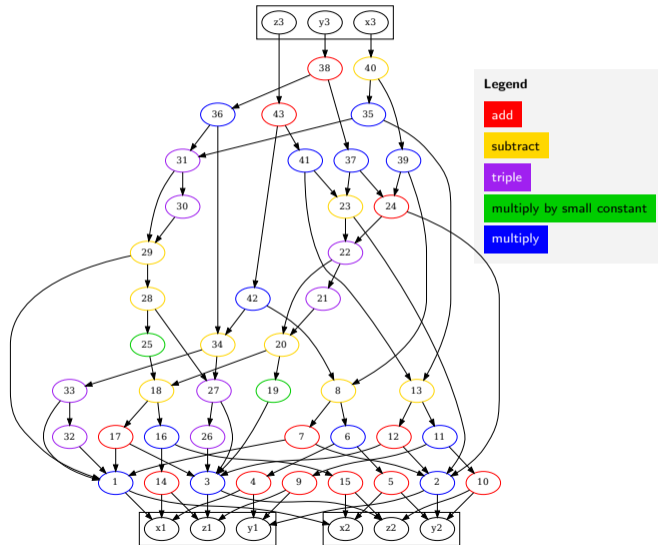 z3 y3 x3
38 40
36 43 35
Legend
add
subtract
triple
multiply by small constant
multiply
31 41 37 39
30 23 24
29 22
28 42 21
25 34 20
33 18 27 19 8 13
32 17 16 26 7 6 12 11
1 14 3 4 9 15 5 2 10
x1 z1 y1 x2 z2 y2